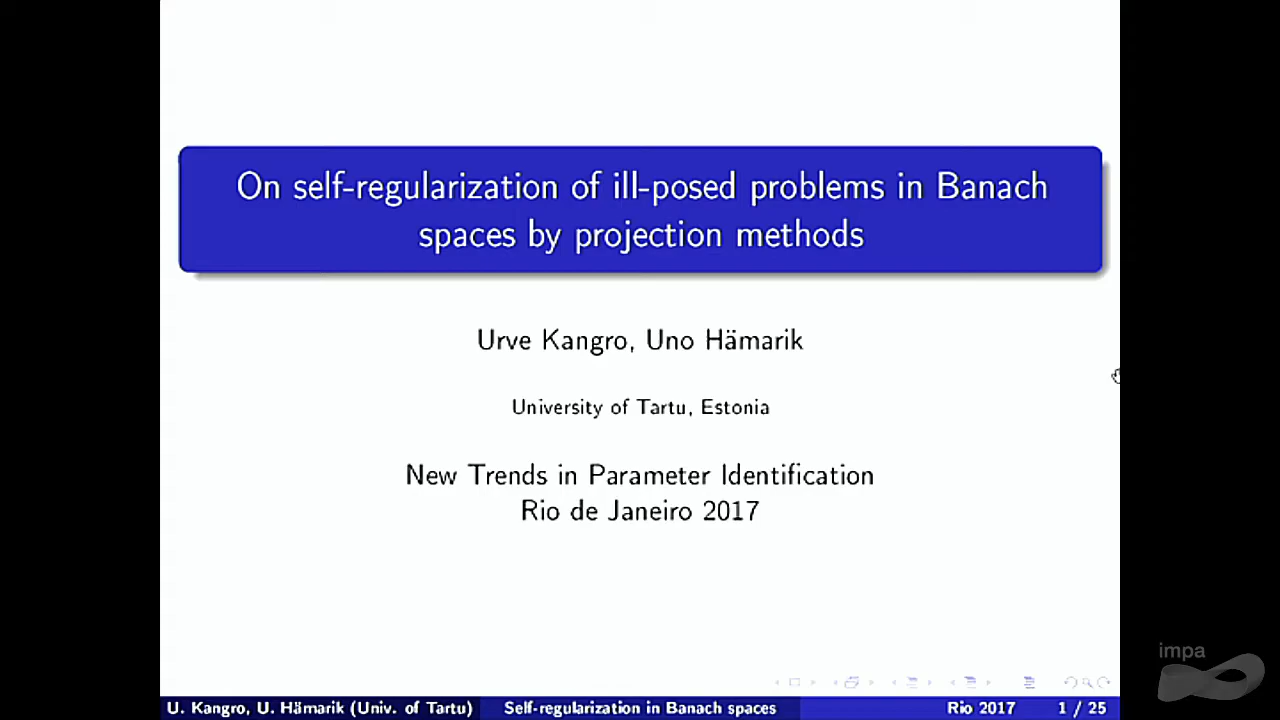 On self-regularization of ill-posed problems in Banach
spaces by projection methods
Urve Kangro, Uno Hämarik
University of Tartu, Estonia
New Trends in Parameter Identification
Rio de Janeiro 2017
impa
U. Kangro, U. Hämarik (Univ. of Tartu) Self-regularization in Banach spaces Rio 2017 1 / 25